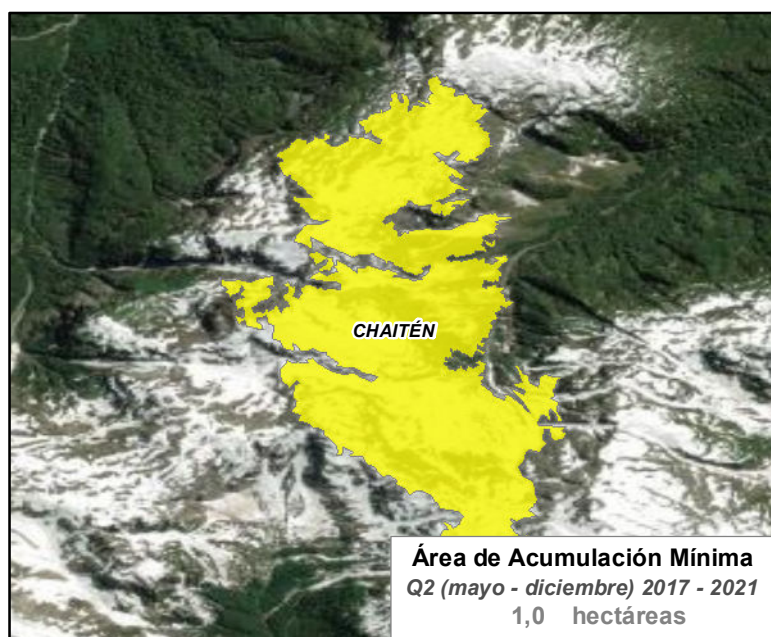 CHAITÉN
Área de Acumulación Mínima
Q2 (mayo - diciembre) 2017 - 2021
1,0 hectáreas